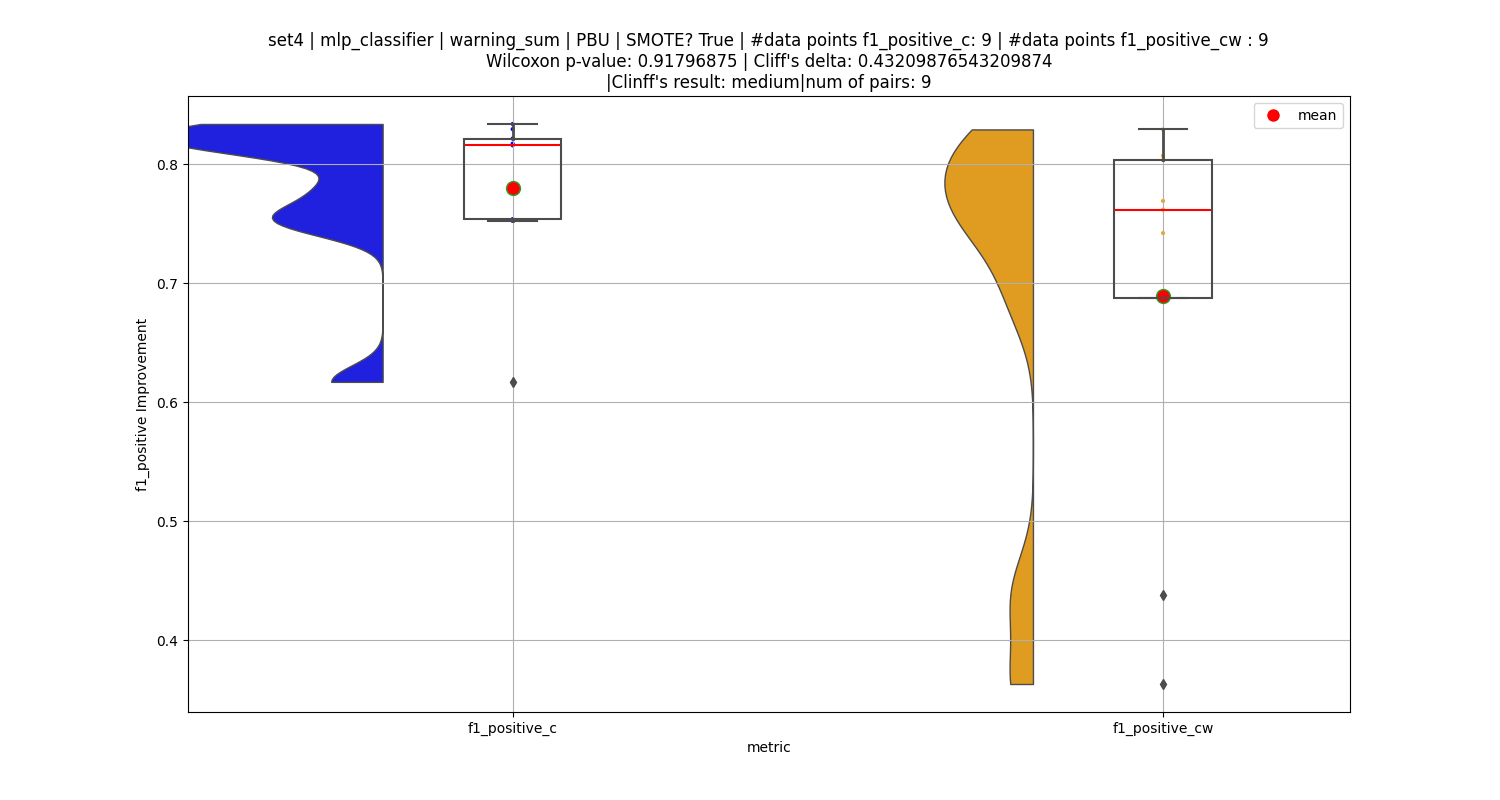 set4 | mlp_classifier | warning_sum | PBU | SMOTE? True | #data points f1_positive_c: 9 | #data points f1_positive_cw : 9
Wilcoxon p-value: 0.91796875 | Cliff's delta: 0.43209876543209874
|Clinff's result: medium|num of pairs: 9
mean
0.8
0.7
0.6
0.5
0.4
f1_positive Improvement
f1_positive_c
f1_positive_cw
metric